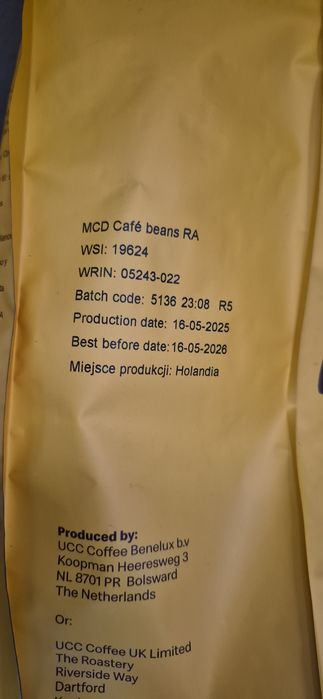 MCD Café beans RA
WSI: 19624
WRIN: 05243-022
Batch code: 5136 23:08 R5
Production date: 16-05-2025
Best before date:16-05-2026
Miejsce produkcji: Holandia
Produced by:
UCC Coffee Benelux b.v
Koopman Heeresweg 3
NL 8701 PR Bolsward
The Netherlands
Or:
UCC Coffee UK Limited
The Roastery
Riverside Way
Dartford